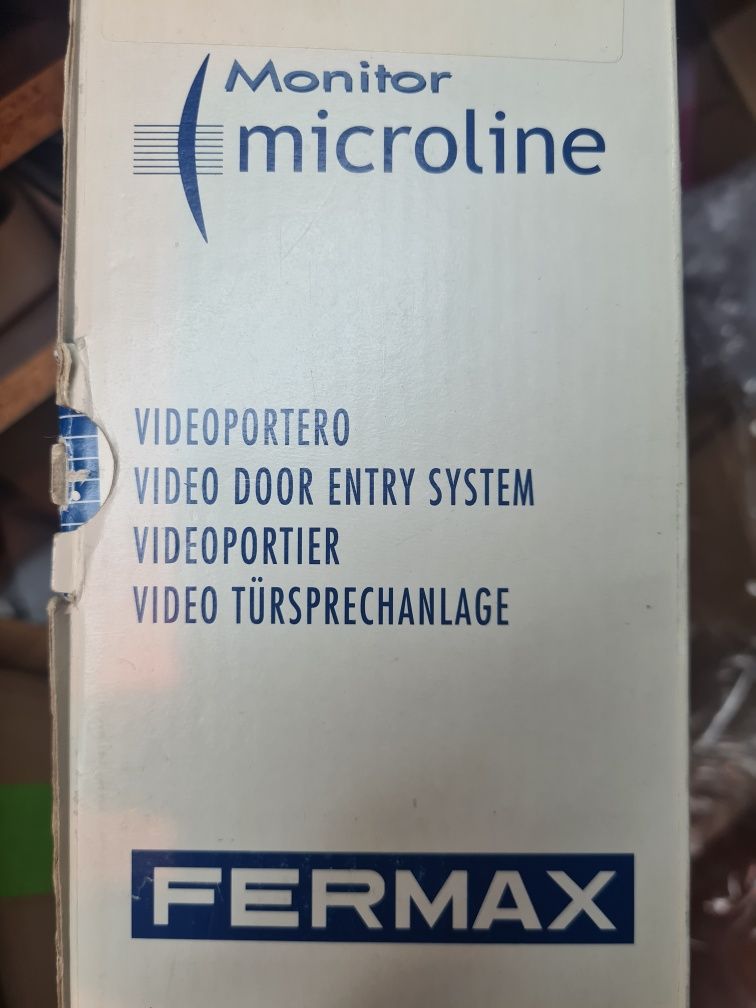 Monitor
microline
VIDEOPORTERO
VIDEO DOOR ENTRY SYSTEM
VIDEOPORTIER
VIDEO TÜRSPRECHANLAGE
FERMAX